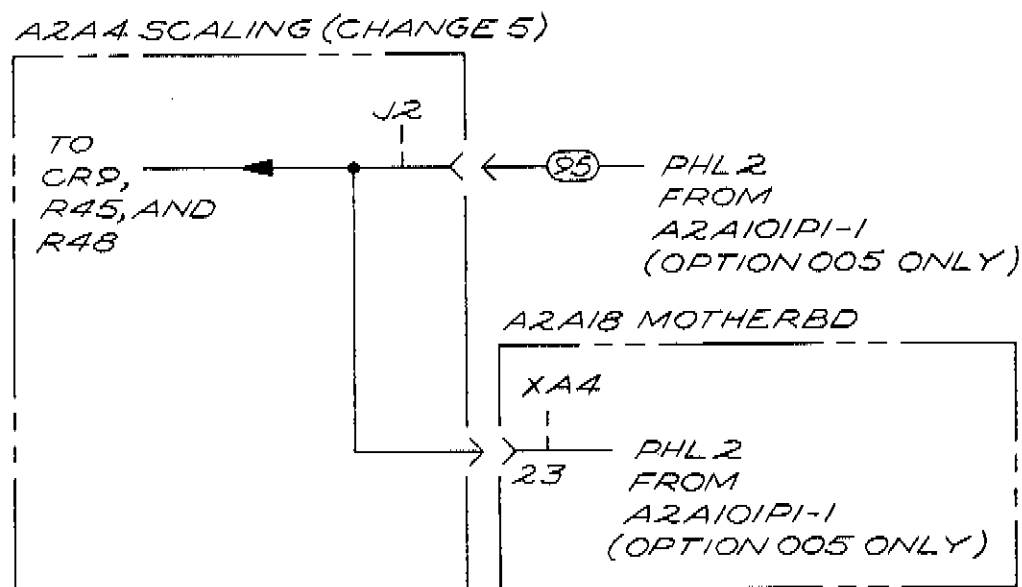 A2A4 SCALING (CHANGE 5)
J2
TO
CR9,
R45, AND
R48
95
PHL 2
FROM
A2A101P1-1
(OPTION 005 ONLY)
A2A18 MOTHERBD
XA4
23
PHL 2
FROM
A2A101P1-1
(OPTION 005 ONLY)